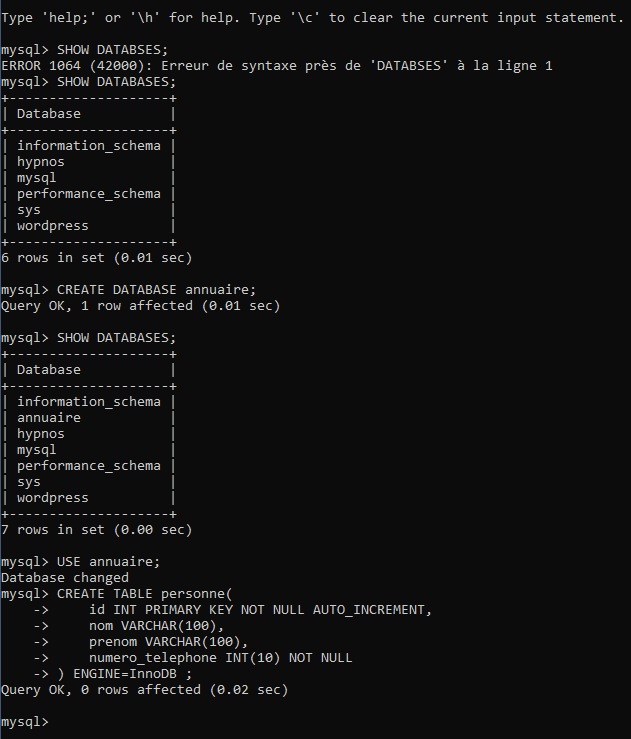 Type 'help;' or '\h' for help. Type '\c' to clear the current input statement.
mysql> SHOW DATABSES;
ERROR 1064 (42000): Erreur de syntaxe près de 'DATABSES' à la ligne 1
mysql> SHOW DATABASES;
+--------------------+
| Database           |
+--------------------+
| information_schema |
| hypnos             |
| mysql              |
| performance_schema |
| sys                |
| wordpress          |
+--------------------+
6 rows in set (0.01 sec)
mysql> CREATE DATABASE annuaire;
Query OK, 1 row affected (0.01 sec)
mysql> SHOW DATABASES;
+--------------------+
| Database           |
+--------------------+
| information_schema |
| annuaire           |
| hypnos             |
| mysql              |
| performance_schema |
| sys                |
| wordpress          |
+--------------------+
7 rows in set (0.00 sec)
mysql> USE annuaire;
Database changed
mysql> CREATE TABLE personne(
    ->     id INT PRIMARY KEY NOT NULL AUTO_INCREMENT,
    ->     nom VARCHAR(100),
    ->     prenom VARCHAR(100),
    ->     numero_telephone INT(10) NOT NULL
    -> ) ENGINE=InnoDB ;
Query OK, 0 rows affected (0.02 sec)
mysql>